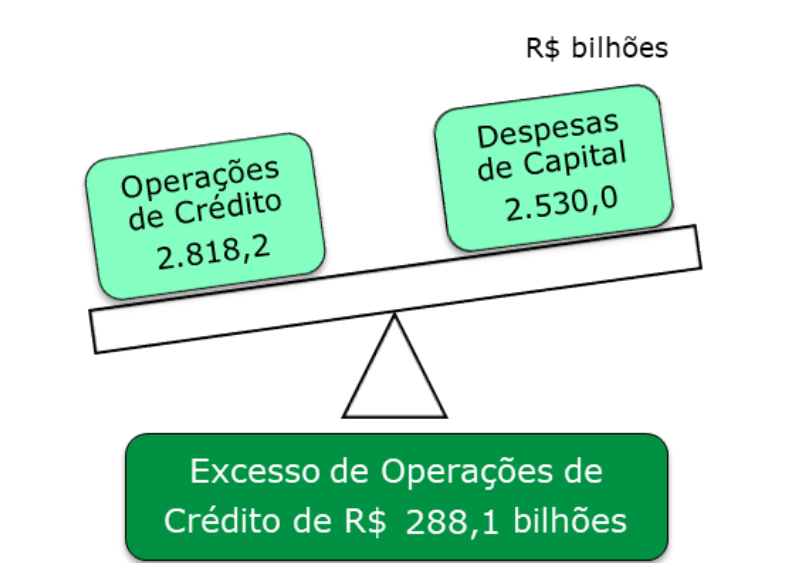 R$ bilhões
Operações
de Crédito
2.818,2
Despesas
de Capital
2.530,0
Excesso de Operações de
Crédito de R$ 288,1 bilhões